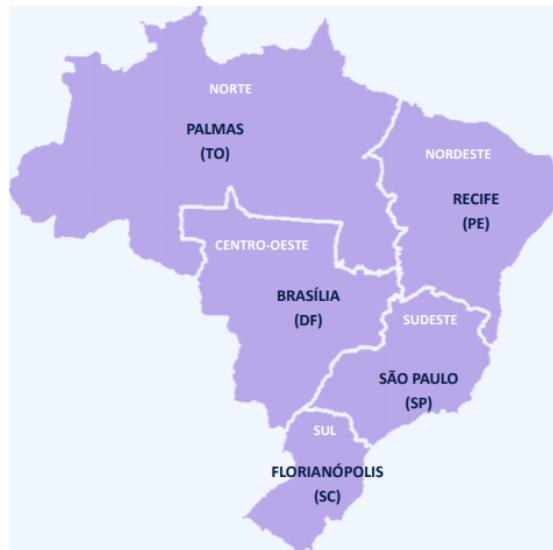 NORTE
PALMAS
(TO)
NORDESTE
RECIFE
(PE)
CENTRO-OESTE
BRASÍLIA
(DF)
SUDESTE
SÃO PAULO
(SP)
SUL
FLORIANÓPOLIS
(SC)